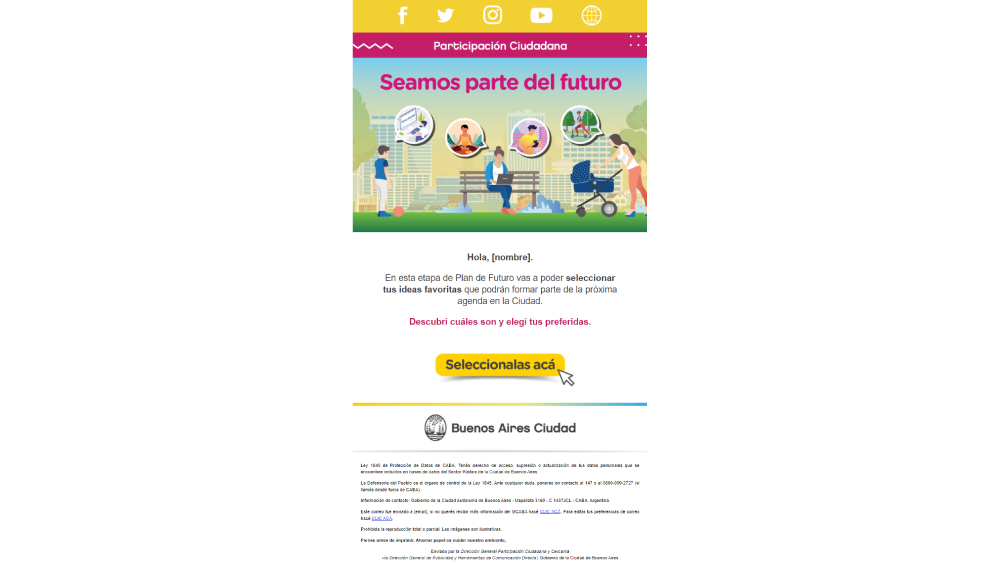 Participación Ciudadana
Seamos parte del futuro
Hola, [nombre].
En esta etapa de Plan de Futuro vas a poder seleccionar
tus ideas favoritas que podrán formar parte de la próxima
agenda en la Ciudad.
Descubrí cuáles son y elegí tus preferidas.
Seleccionalas acá
Buenos Aires Ciudad
Ley 1845 de Protección de Datos de CABA. Tenés derecho de acceso, supresión o actualización de tus datos personales que se
encuentren incluidos en bases de datos del Sector Público de la Ciudad de Buenos Aires
La Defensoría del Pueblo es el órgano de control de la Ley 1845. Ante cualquier duda, ponerse en contacto al 147 o al 0800-999-2727 (si
llamás desde fuera de CABA).
Información de contacto: Gobierno de la Ciudad Autónoma de Buenos Aires - Uspallata 3160 - C 1437JCL - CABA, Argentina
Este correo fue enviado a [email], si no querés recibir más información del GCABA hacé CLIC ACÁ. Para editar tus preferencias de correo
hacé CLIC ACÁ.
Prohibida la reproducción total o parcial. Las imágenes son ilustrativas.
Piense antes de imprimir. Ahorrar papel es cuidar nuestro ambiente.
Enviado por la Dirección General Participación Ciudadana y Cercanía
vía Dirección General de Publicidad y Herramientas de Comunicación Directa | Gobierno de la Ciudad de Buenos Aires